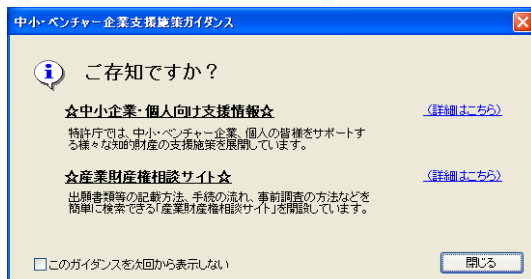 中小・ベンチャー企業支援施策ガイダンス
ご存知ですか？
☆中小企業・個人向け支援情報☆
（詳細はこちら）
特許庁では、中小・ベンチャー企業、個人の皆様をサポートす
る様々な知的財産の支援施策を展開しています。
☆産業財産権相談サイト☆
（詳細はこちら）
出願書類等の記載方法、手続の流れ、事前調査の方法などを
簡単に検索できる「産業財産権相談サイト」を開設しています。
このガイダンスを次回から表示しない
閉じる